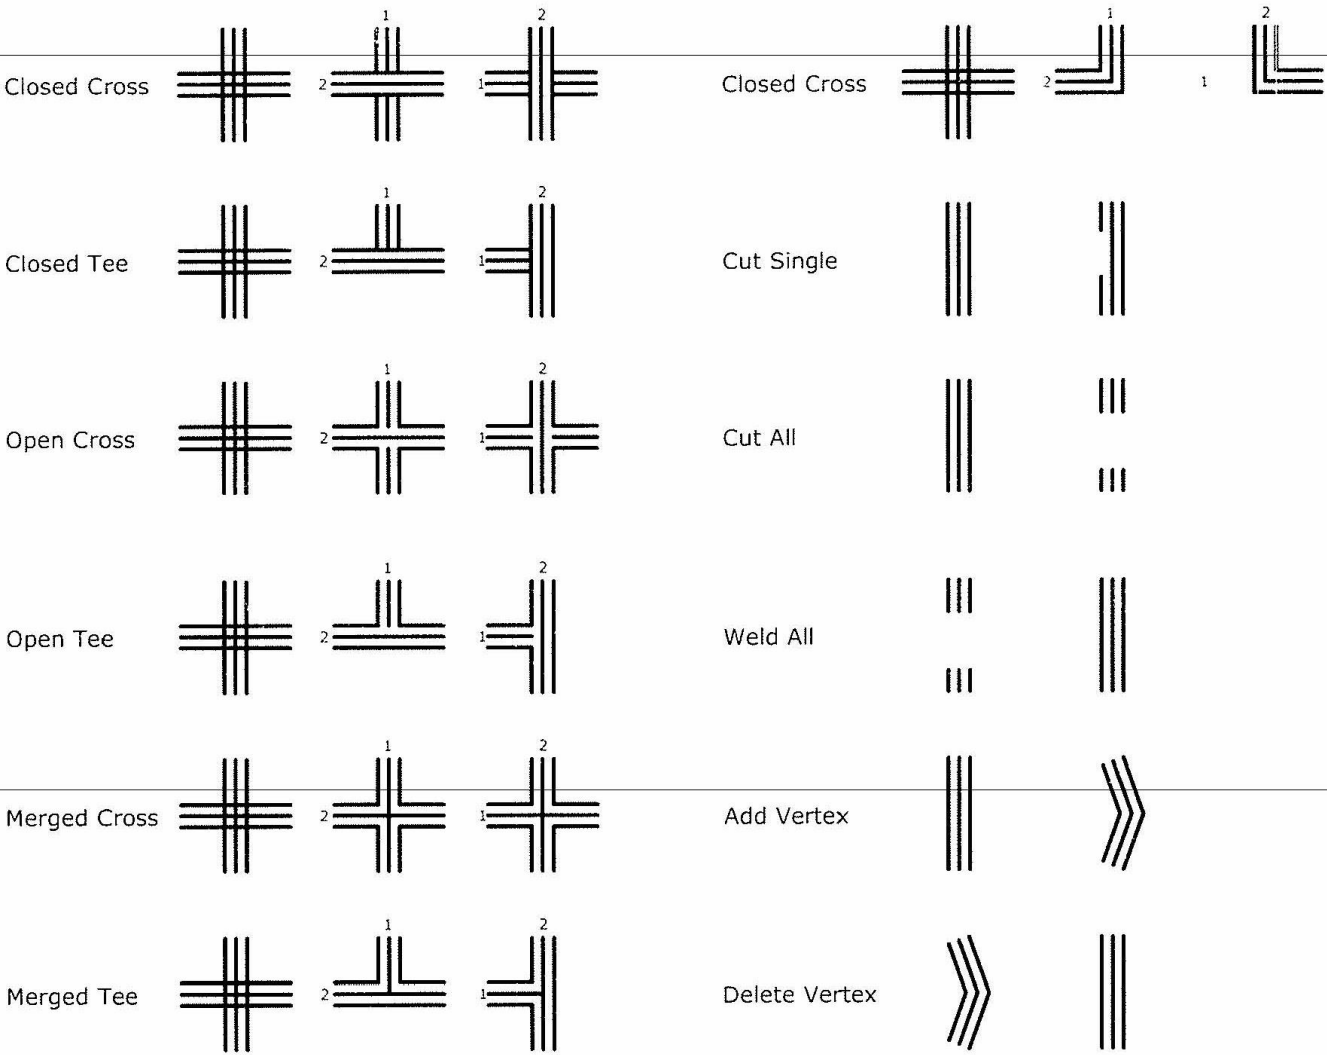 1 2 1 2
Closed Cross 2 1 Closed Cross 2 1
1 2
Closed Tee 2 1 Cut Single
1 2
Open Cross 2 1 Cut All
1 2
Open Tee 2 1 Weld All
1 2
Merged Cross 2 1 Add Vertex
1 2
Merged Tee 2 1 Delete Vertex